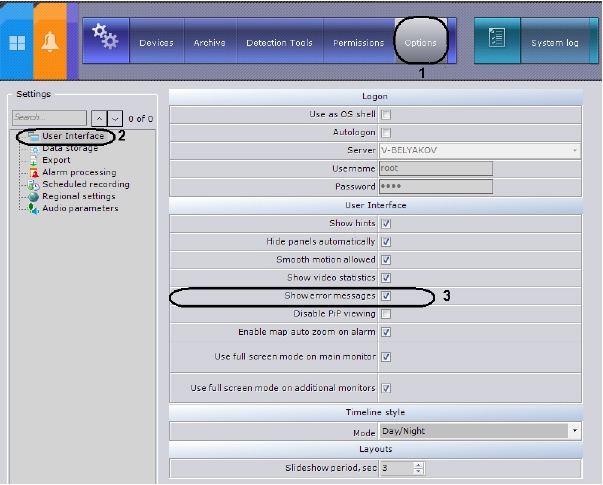 Devices
Archive
Detection Tools
Permissions
Options
System log
1
Settings
Search...
0 of 0
User Interface 2
Data storage
Export
Alarm processing
Scheduled recording
Regional settings
Audio parameters
Logon
Use as OS shell
Autologon
Server V-BELYAKOV
Username root
Password ••••
User Interface
Show hints
Hide panels automatically
Smooth motion allowed
Show video statistics
Show error messages 3
Disable PiP viewing
Enable map auto zoom on alarm
Use full screen mode on main monitor
Use full screen mode on additional monitors
Timeline style
Mode Day/Night
Layouts
Slideshow period, sec 3